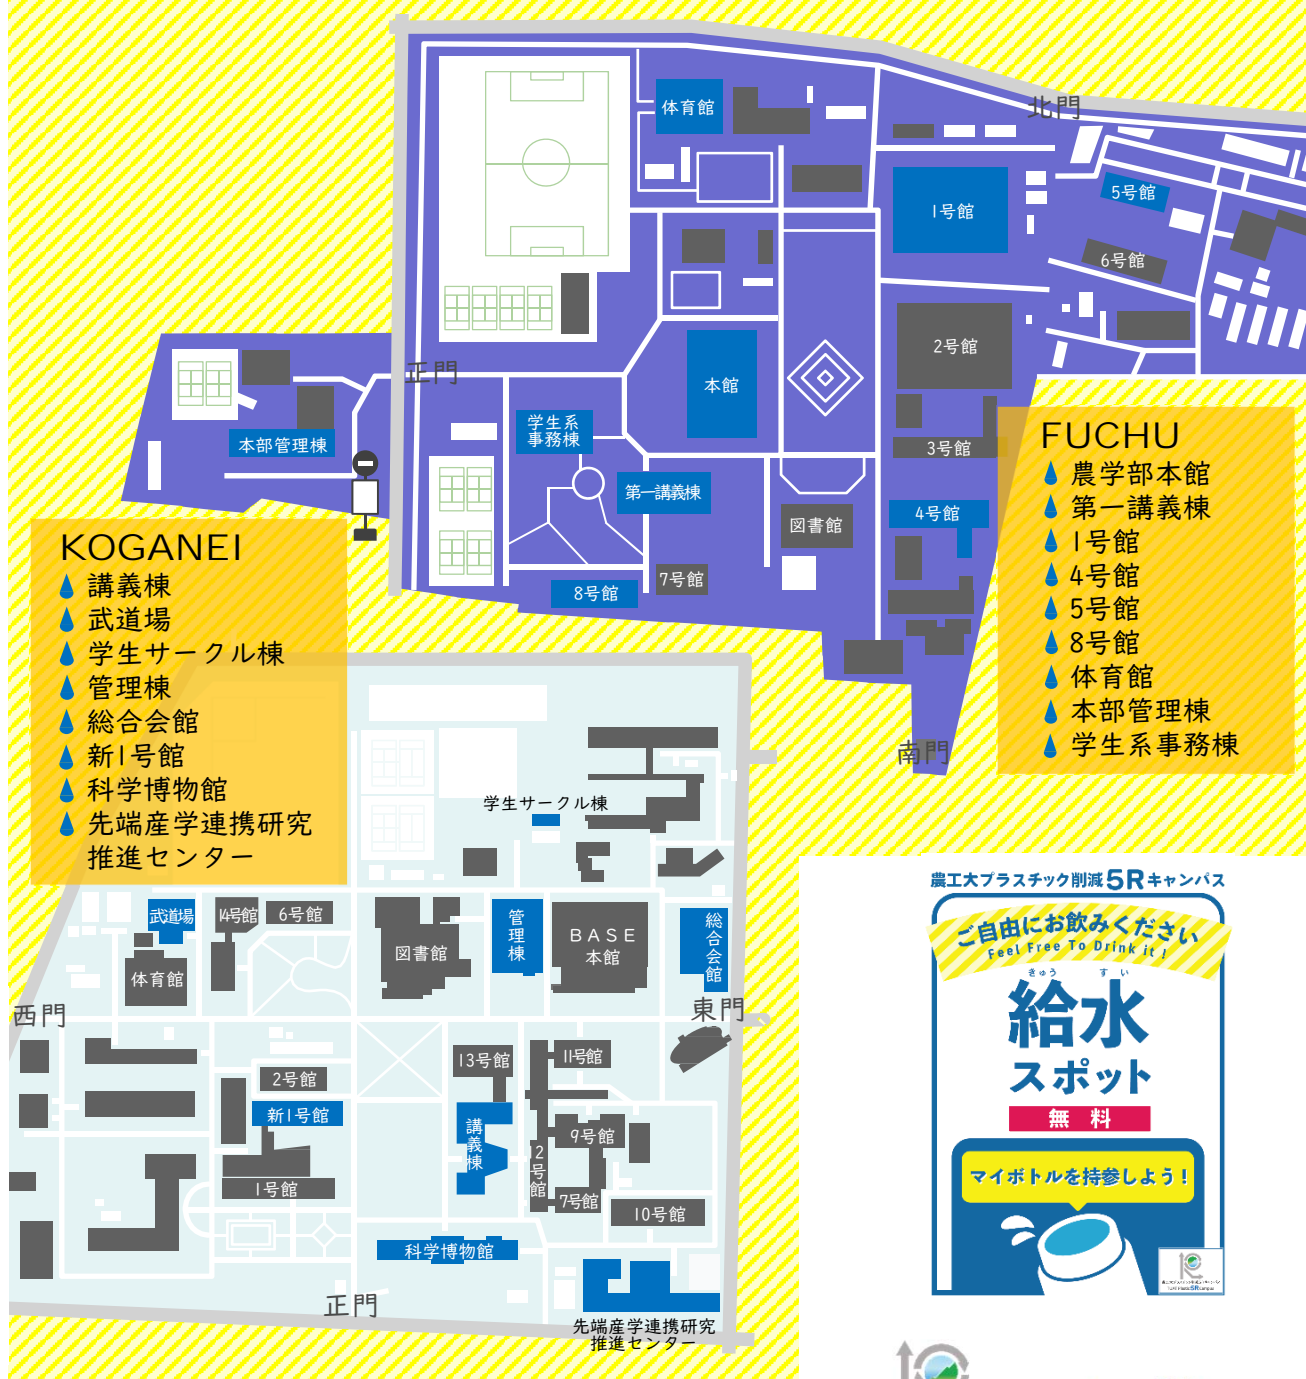 体育館
北門
1号館
5号館
6号館
2号館
正門
本館
学生系
事務棟
本部管理棟
3号館
第一講義棟
4号館
図書館
7号館
8号館
南門
FUCHU
農学部本館
第一講義棟
1号館
4号館
5号館
8号館
体育館
本部管理棟
学生系事務棟
KOGANEI
講義棟
武道場
学生サークル棟
管理棟
総合会館
新1号館
科学博物館
先端産学連携研究
推進センター
学生サークル棟
武道場
14号館
6号館
体育館
図書館
管理棟
BASE
本館
総合会館
西門
東門
13号館
11号館
2号館
新1号館
講義棟
9号館
12号館
1号館
7号館
10号館
科学博物館
正門
先端産学連携研究
推進センター
農工大プラスチック削減5Rキャンパス
ご自由にお飲みください
Feel Free To Drink it!
きゅう すい
給水
スポット
無料
マイボトルを持参しよう!